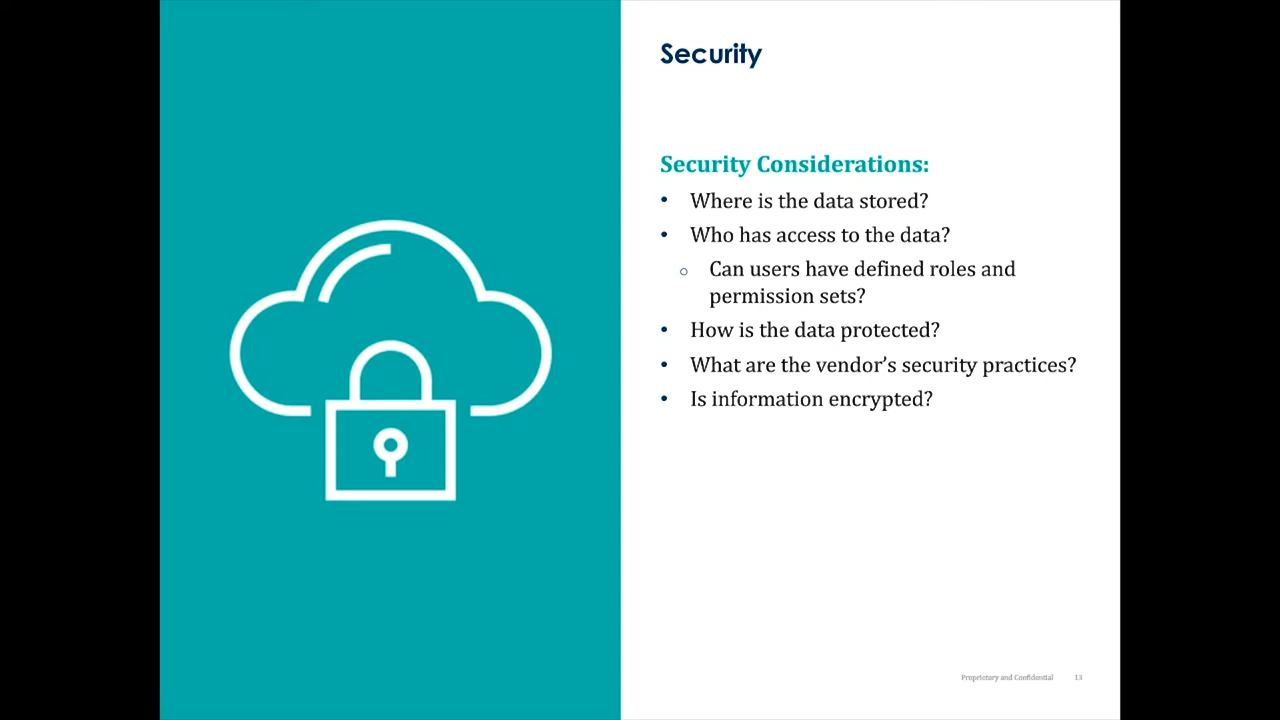 Security
Security Considerations:
• Where is the data stored?
• Who has access to the data?
○ Can users have defined roles and
permission sets?
• How is the data protected?
• What are the vendor’s security practices?
• Is information encrypted?
Proprietary and Confidential 13